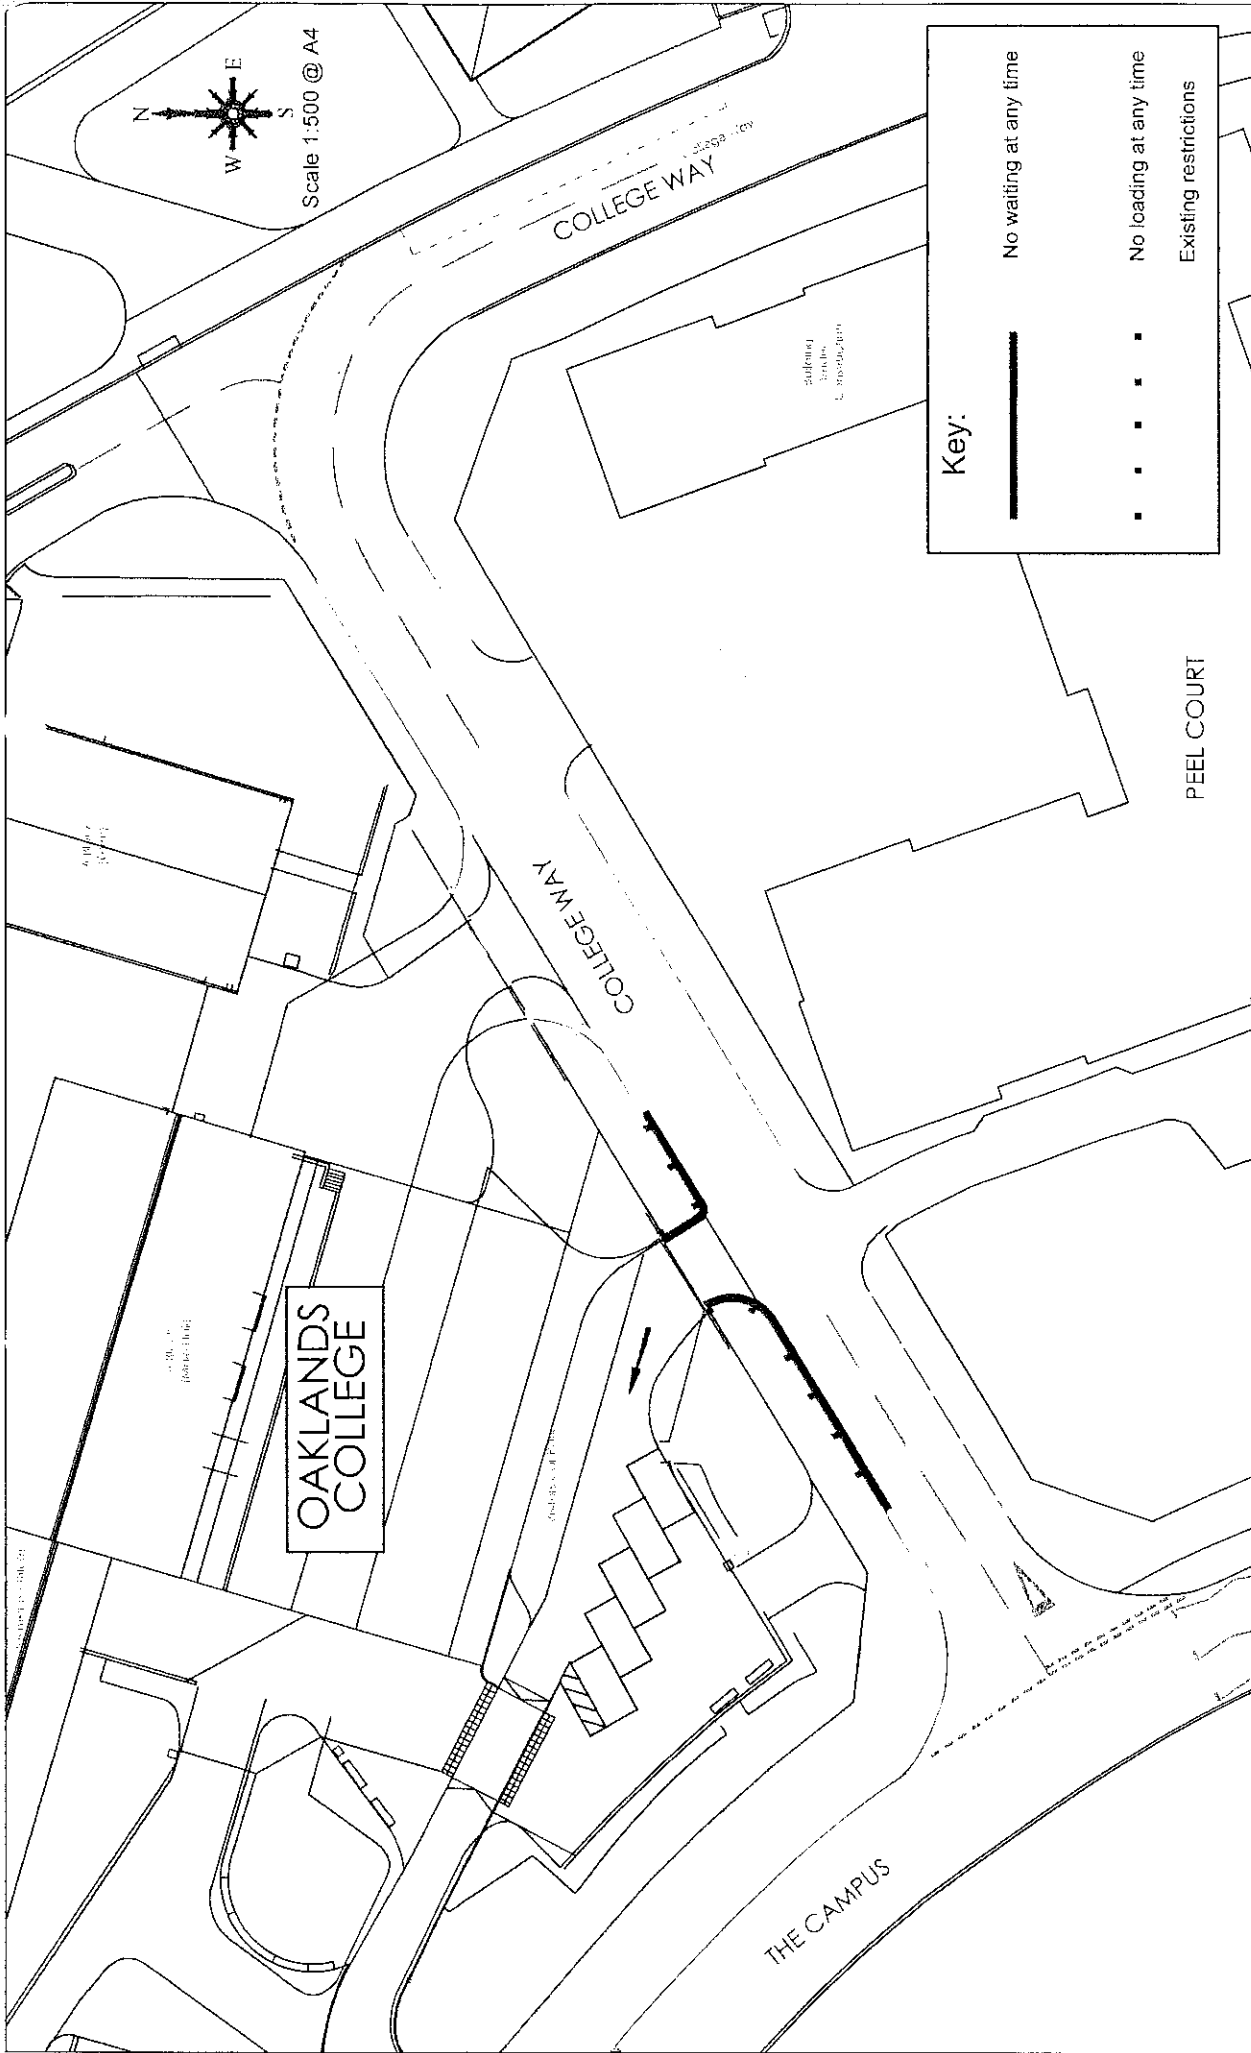 N
W
E
S
Scale 1:500 @ A4
COLLEGE WAY
COLLEGE WAY
OAKLANDS
COLLEGE
THE CAMPUS
PEEL COURT
Key:
No waiting at any time
No loading at any time
Existing restrictions